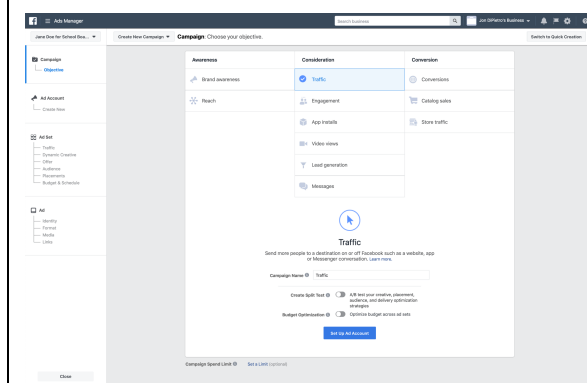 Ads Manager
Search business
Jon DiPietro's Business
Jane Doe for School Boa...
Create New Campaign
Campaign: Choose your objective.
Switch to Quick Creation
Campaign
Objective
Ad Account
Create New
Ad Set
Traffic
Dynamic Creative
Offer
Audience
Placements
Budget & Schedule
Ad
Identity
Format
Media
Links
Close
Awareness
Consideration
Conversion
Brand awareness
Traffic
Conversions
Reach
Engagement
Catalog sales
App installs
Store traffic
Video views
Lead generation
Messages
Traffic
Send more people to a destination on or off Facebook such as a website, app
or Messenger conversation. Learn more.
Campaign Name
Traffic
Create Split Test
A/B test your creative, placement,
audience, and delivery optimization
strategies
Budget Optimization
Optimize budget across ad sets
Set Up Ad Account
Campaign Spend Limit
Set a Limit (optional)